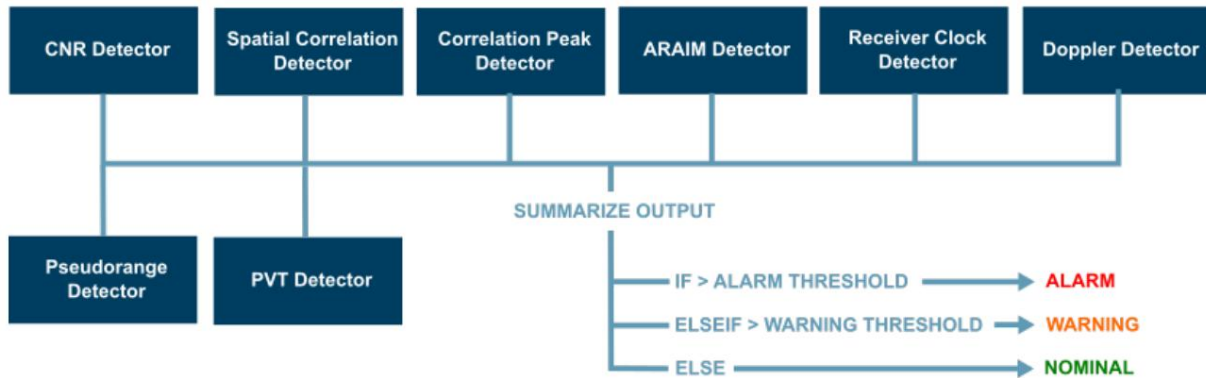 CNR Detector
Spatial Correlation
Detector
Correlation Peak
Detector
ARAIM Detector
Receiver Clock
Detector
Doppler Detector
SUMMARIZE OUTPUT
Pseudorange
Detector
PVT Detector
IF > ALARM THRESHOLD
ALARM
ELSEIF > WARNING THRESHOLD
WARNING
ELSE
NOMINAL